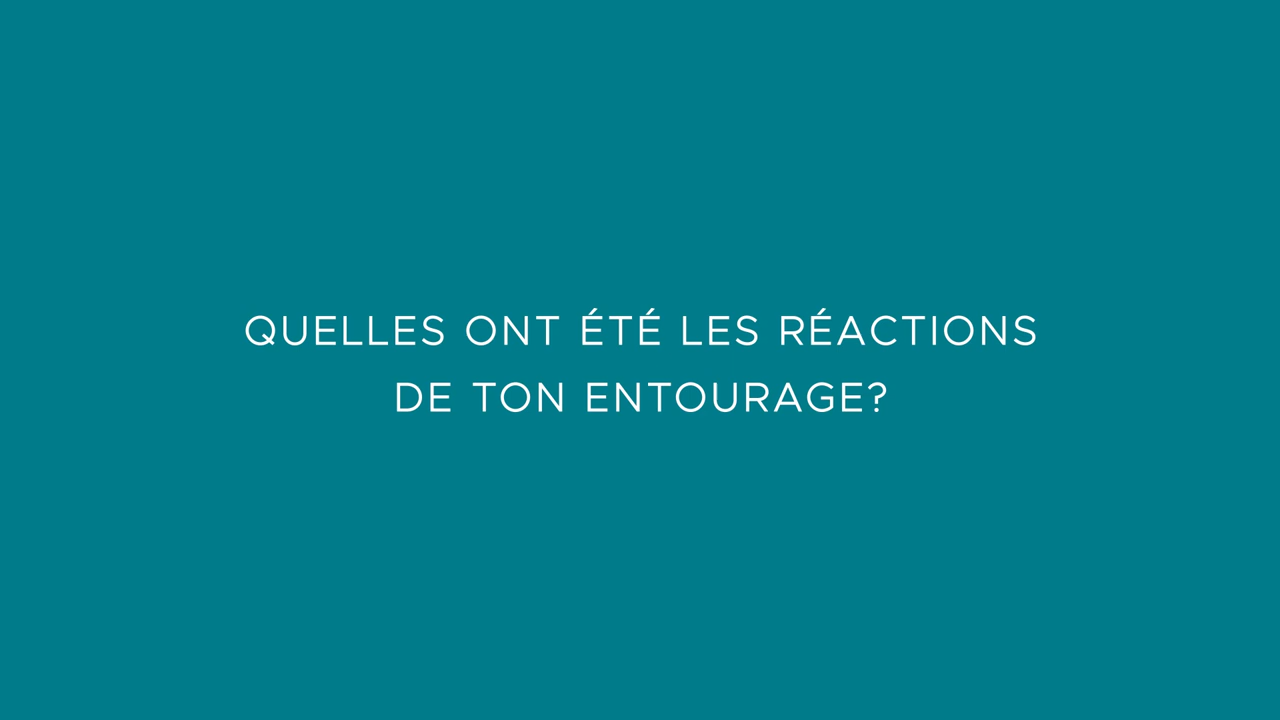 QUELLES ONT ÉTÉ LES RÉACTIONS
DE TON ENTOURAGE?